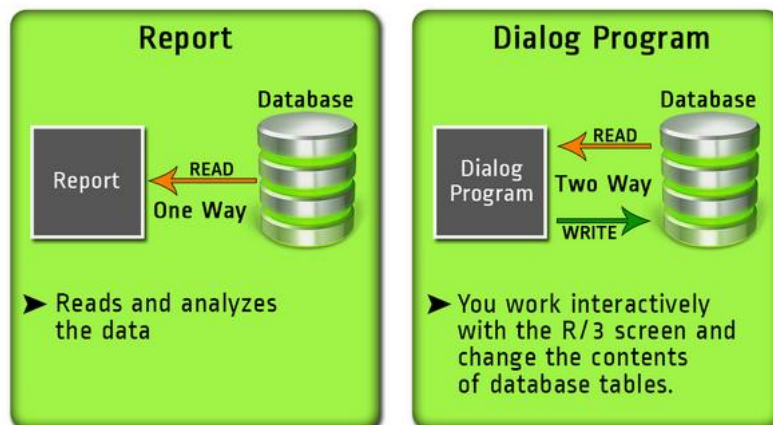 Report
Database
READ
Report
One Way
➤ Reads and analyzes
the data
Dialog Program
Database
READ
Dialog
Program
Two Way
WRITE
➤ You work interactively
with the R/3 screen and
change the contents
of database tables.